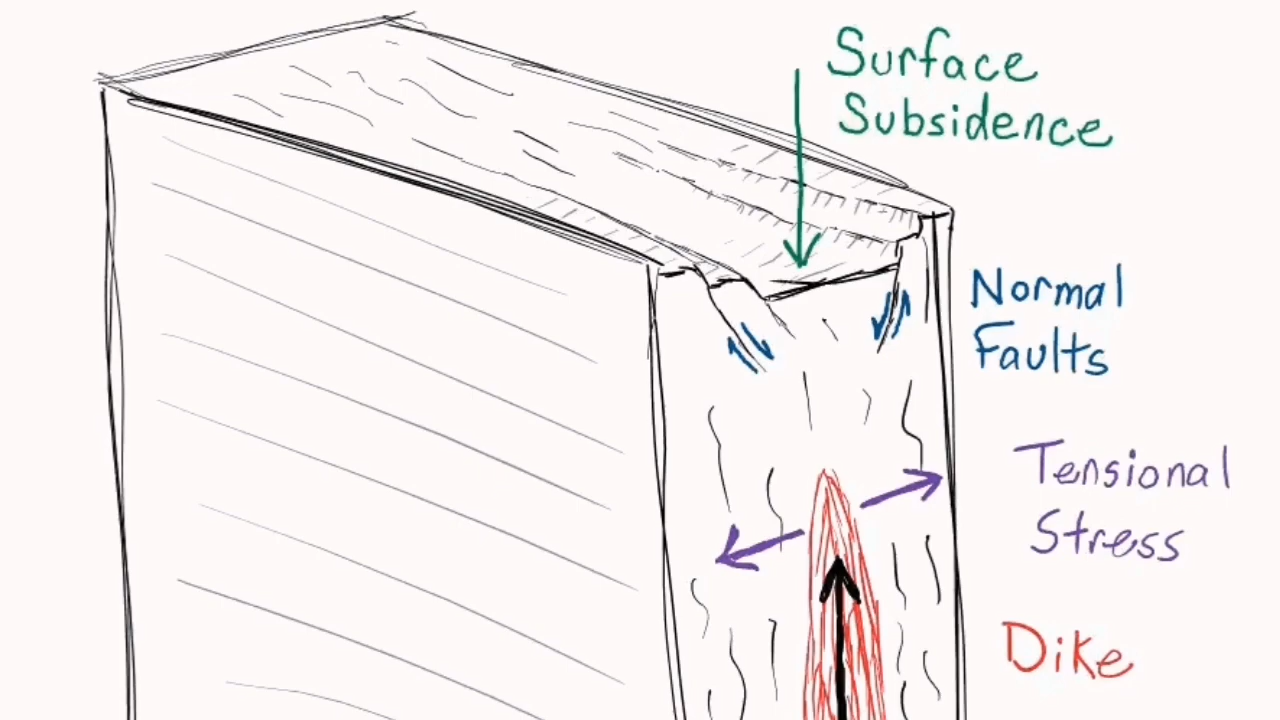 Surface
Subsidence
Normal
Faults
Tensional
Stress
Dike